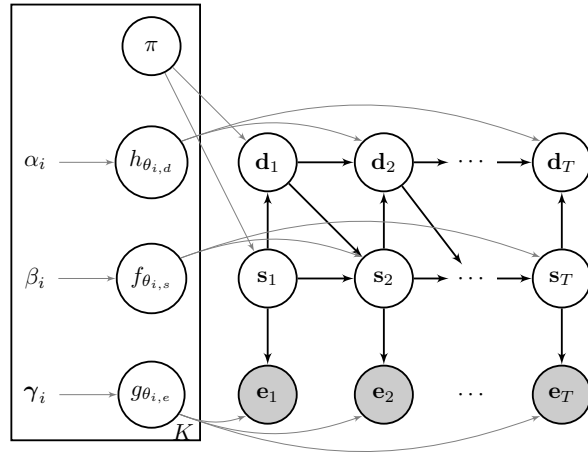 π
α_i h_{θ_{i,d}} d_1 d_2 ⋯ d_T
β_i f_{θ_{i,s}} s_1 s_2 ⋯ s_T
γ_i g_{θ_{i,e}} e_1 e_2 ⋯ e_T
K